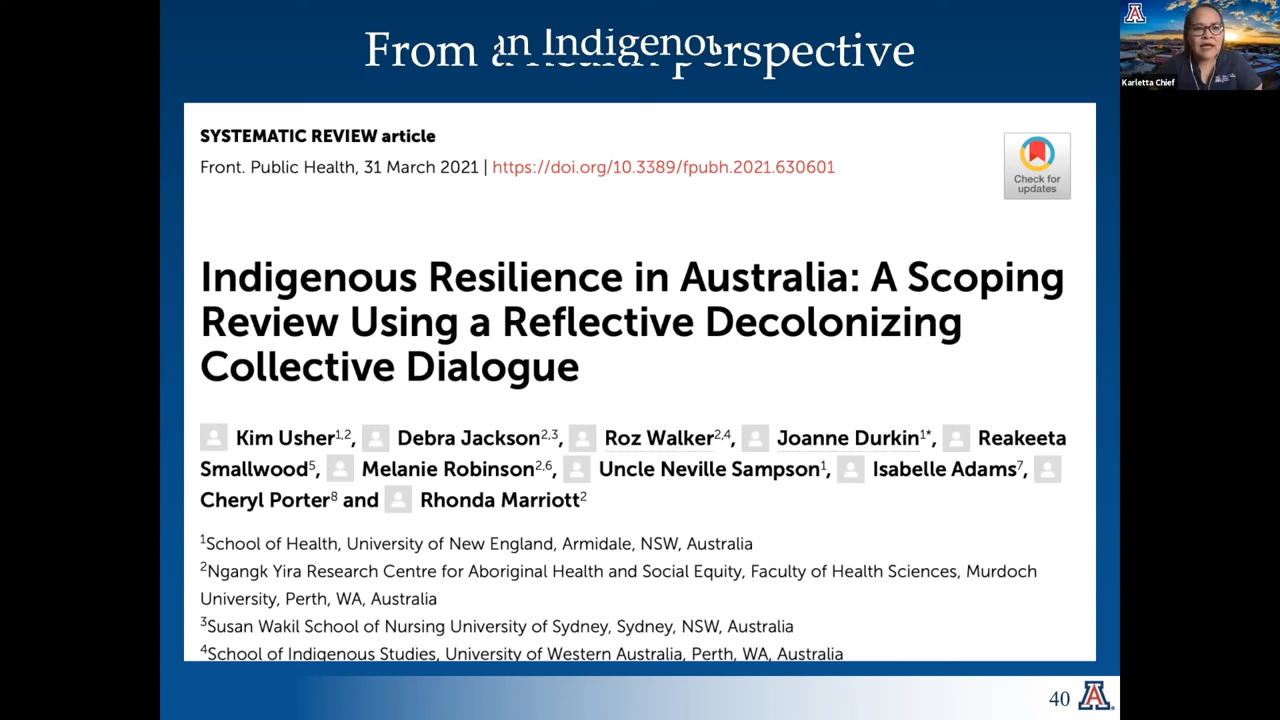 From an Indigenous perspective
SYSTEMATIC REVIEW article
Front. Public Health, 31 March 2021 | https://doi.org/10.3389/fpubh.2021.630601
Check for
updates
Indigenous Resilience in Australia: A Scoping
Review Using a Reflective Decolonizing
Collective Dialogue
Kim Usher1,2, Debra Jackson2,3, Roz Walker2,4, Joanne Durkin1*, Reakeeta
Smallwood5, Melanie Robinson2,6, Uncle Neville Sampson1, Isabelle Adams7,
Cheryl Porter8 and Rhonda Marriott2
1School of Health, University of New England, Armidale, NSW, Australia
2Ngangk Yira Research Centre for Aboriginal Health and Social Equity, Faculty of Health Sciences, Murdoch
University, Perth, WA, Australia
3Susan Wakil School of Nursing University of Sydney, Sydney, NSW, Australia
4School of Indigenous Studies, University of Western Australia, Perth, WA, Australia
40
A
A
Karletta Chief